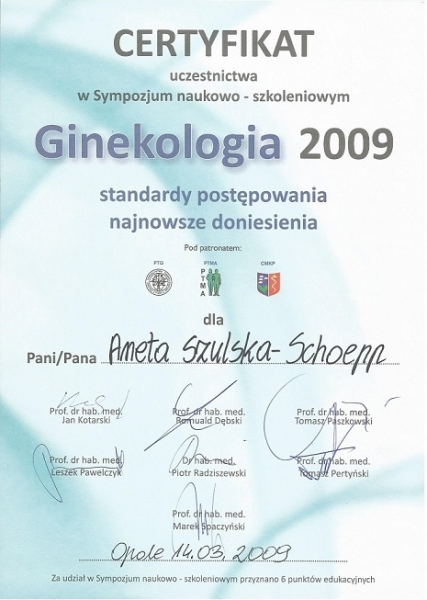 CERTYFIKAT
uczestnictwa
w Sympozjum naukowo - szkoleniowym
Ginekologia 2009
standardy postępowania
najnowsze doniesienia
Pod patronatem:
PTG PTMA CMKP
PTMA
dla
Pani/Pana Aneta Szulska-Schoepp
Prof. dr hab. med. Prof. dr hab. med. Prof. dr hab. med.
Jan Kotarski Romuald Dębski Tomasz Paszkowski
Prof. dr hab. med. Dr hab. med. Prof. dr hab. med.
Leszek Pawelczyk Piotr Radziszewski Tomasz Pertyński
Prof. dr hab. med.
Marek Spaczyński
Opole 14.03.2009
Za udział w Sympozjum naukowo - szkoleniowym przyznano 6 punktów edukacyjnych